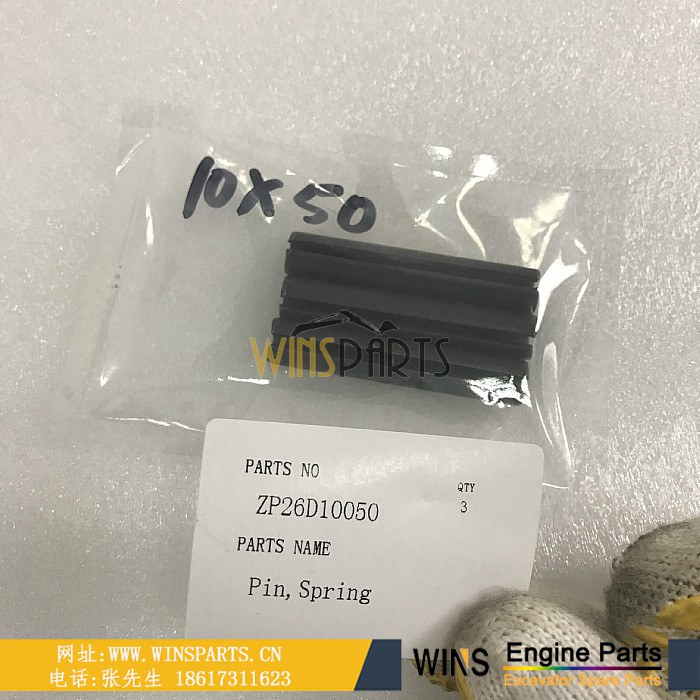 10X50
WINSPARTS
PARTS NO
QTY
ZP26D10050
3
PARTS NAME
Pin,Spring
网址:WWW.WINSPARTS.CN
电话:张先生 18617311623
WINS
Engine Parts
Excavator Spare Parts